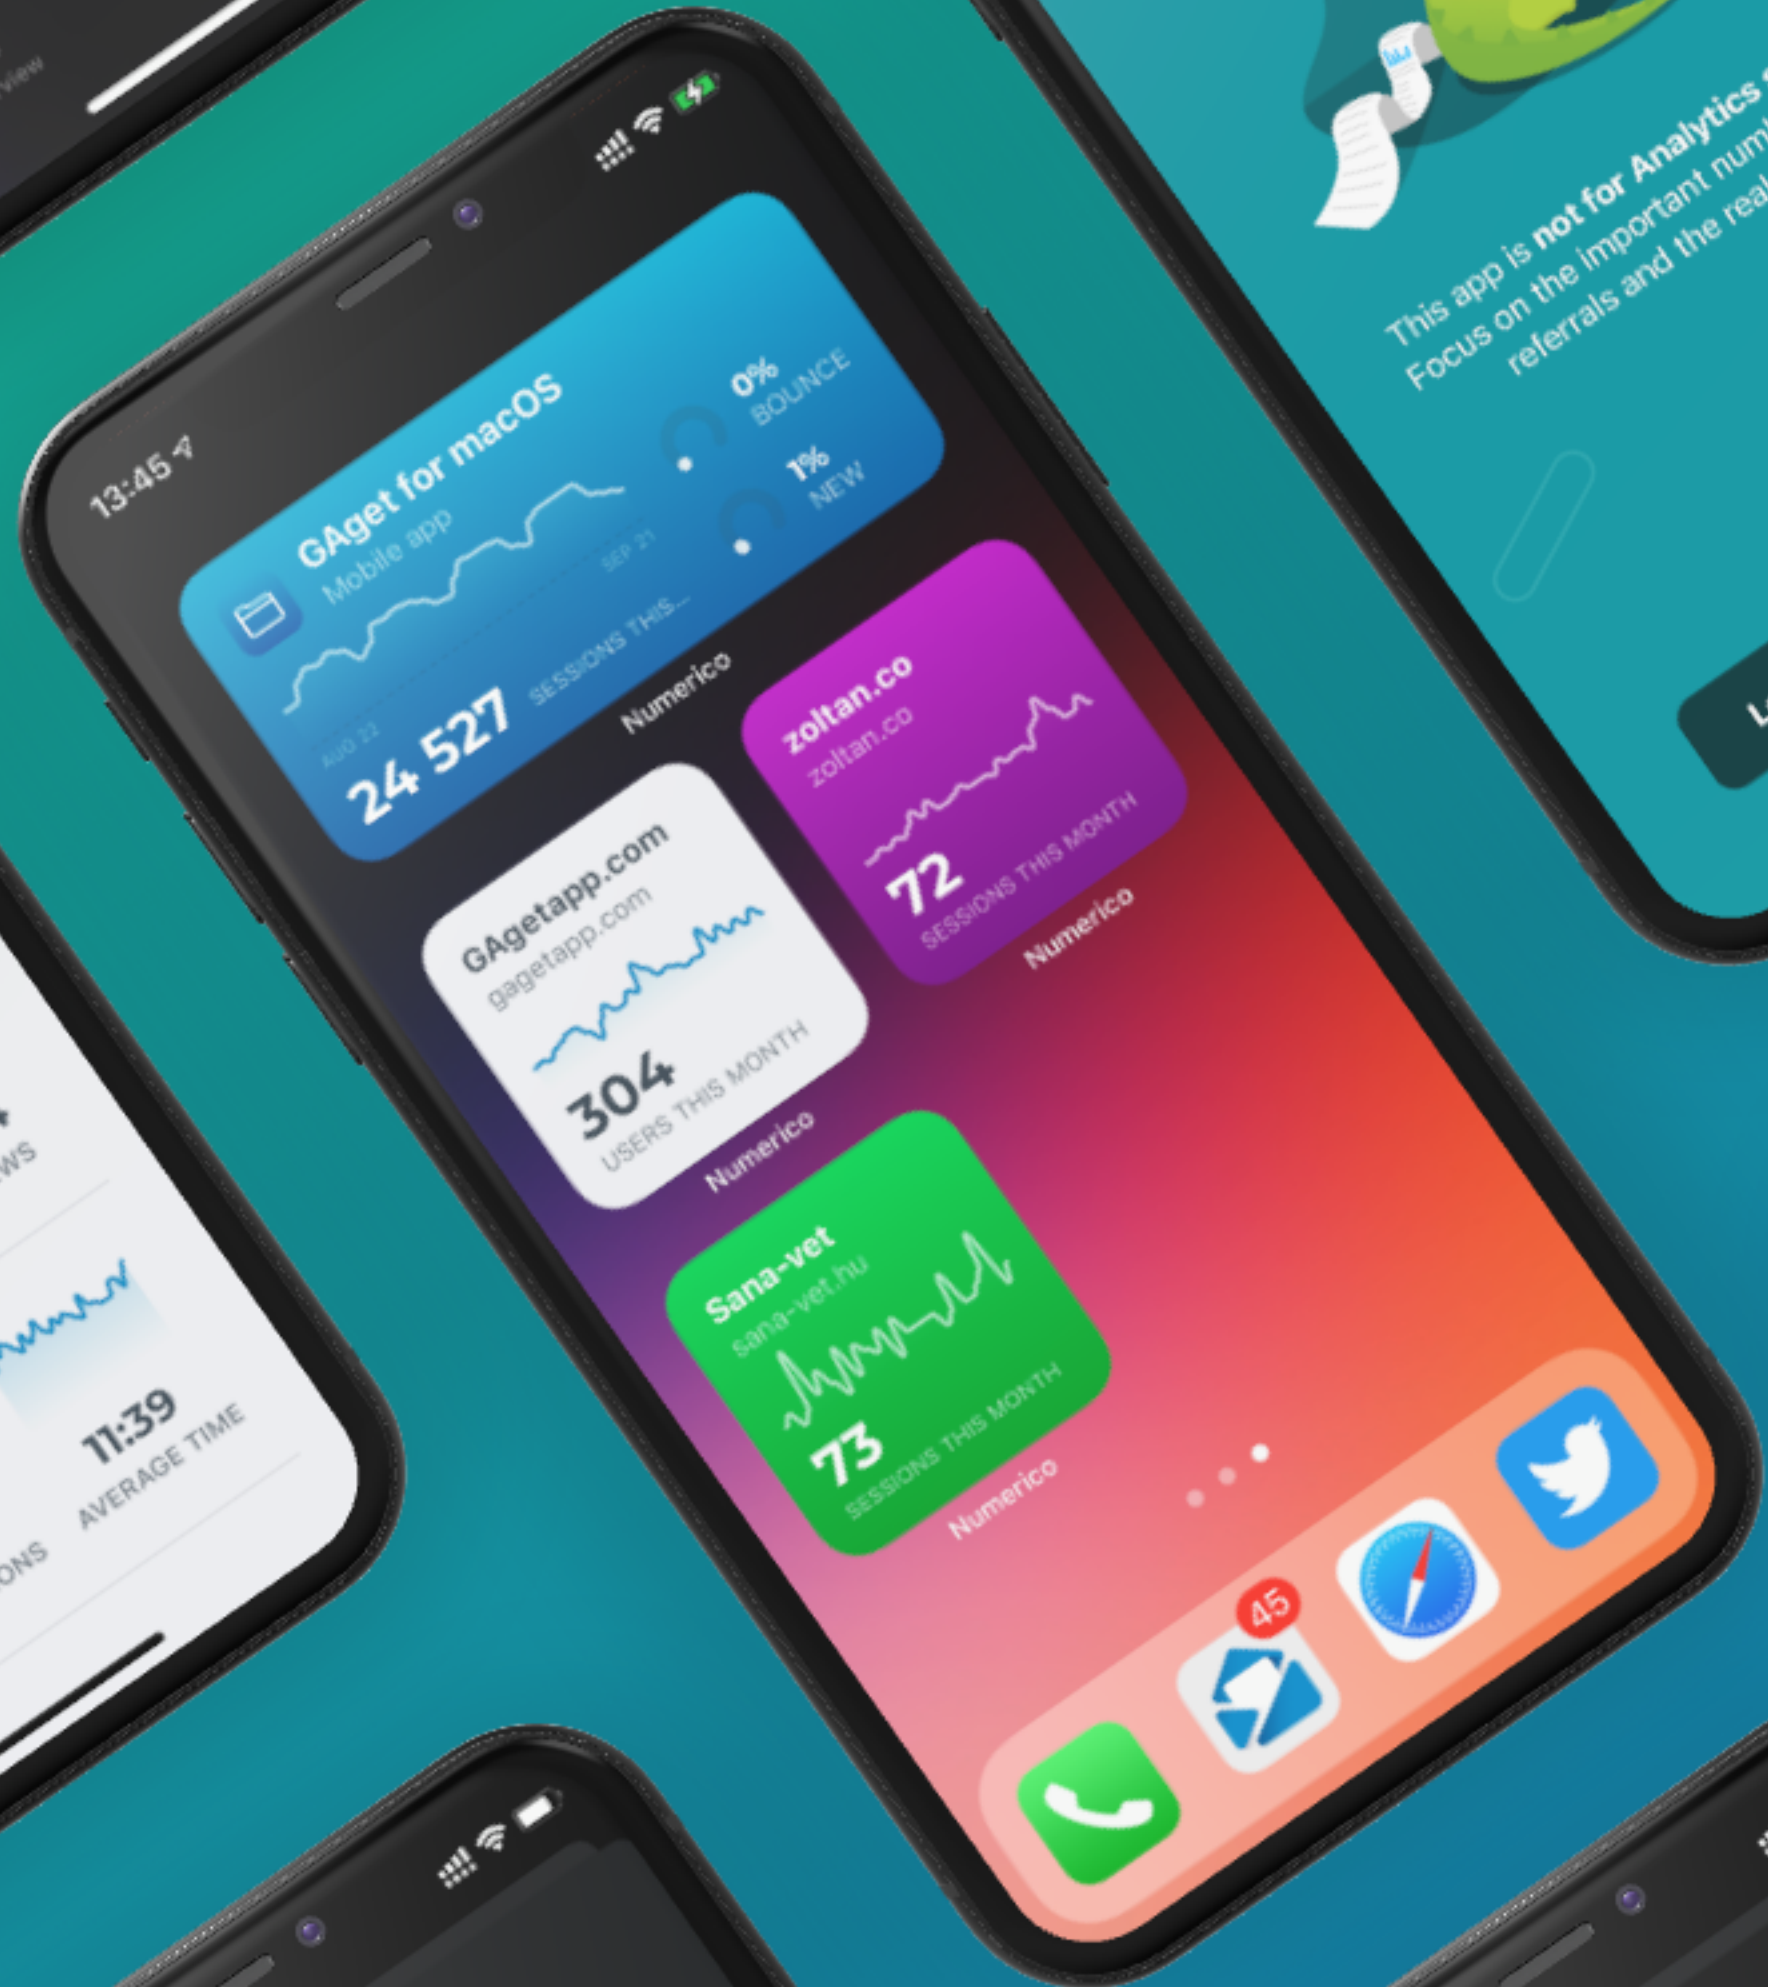 view
13:45
GAget for macOS
Mobile app
0%
BOUNCE
1%
NEW
AUG 22
SEP 21
24 527
SESSIONS THIS...
Numerico
GAgetapp.com
gagetapp.com
304
USERS THIS MONTH
Numerico
zoltan.co
zoltan.co
72
SESSIONS THIS MONTH
Numerico
Sana-vet
sana-vet.hu
73
SESSIONS THIS MONTH
Numerico
45
This app is not for Analytics
Focus on the important
referrals and the
11:39
AVERAGE TIME